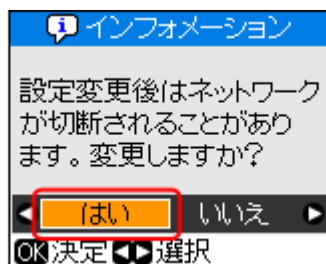 インフォメーション
設定変更後はネットワーク
が切断されることがあり
ます。変更しますか?
はい いいえ
OK決定 選択